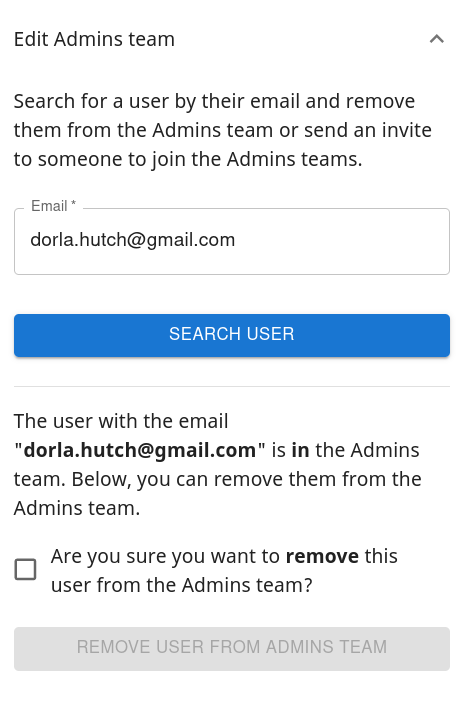 Edit Admins team
Search for a user by their email and remove
them from the Admins team or send an invite
to someone to join the Admins teams.
Email *
dorla.hutch@gmail.com
SEARCH USER
The user with the email
"dorla.hutch@gmail.com" is in the Admins
team. Below, you can remove them from the
Admins team.
Are you sure you want to remove this
user from the Admins team?
REMOVE USER FROM ADMINS TEAM